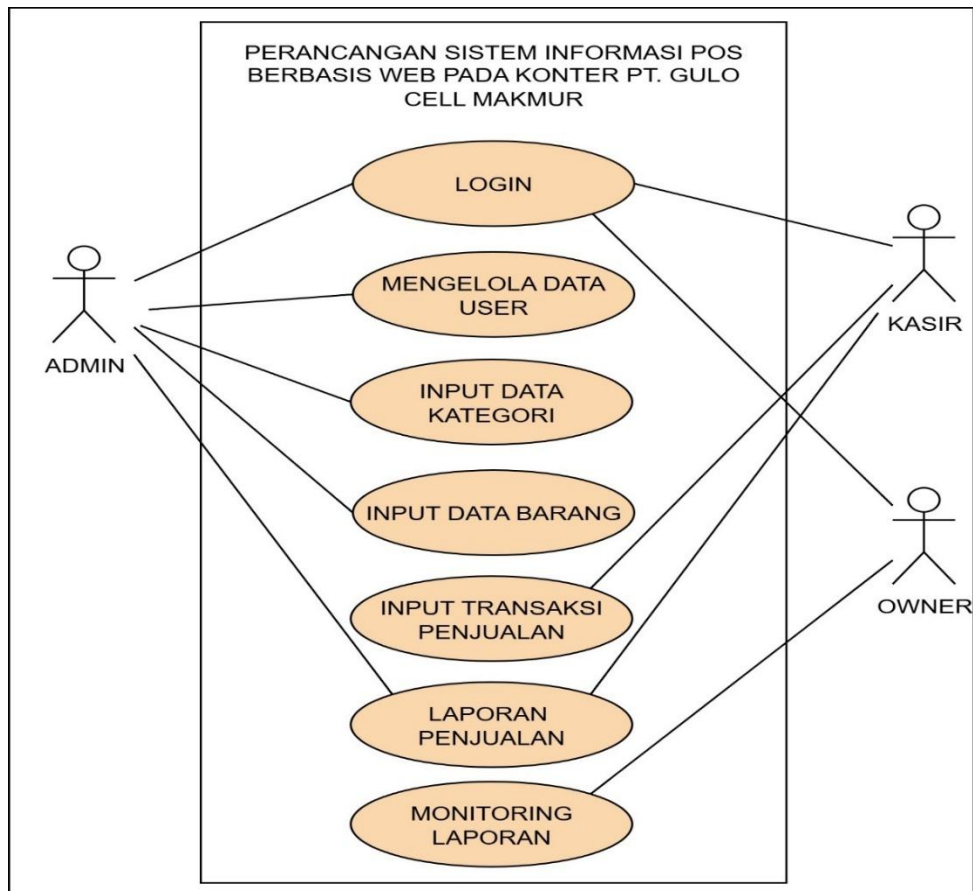 PERANCANGAN SISTEM INFORMASI POS
BERBASIS WEB PADA KONTER PT. GULO
CELL MAKMUR
LOGIN
MENGELOLA DATA
USER
INPUT DATA
KATEGORI
INPUT DATA BARANG
INPUT TRANSAKSI
PENJUALAN
LAPORAN
PENJUALAN
MONITORING
LAPORAN
ADMIN
KASIR
OWNER